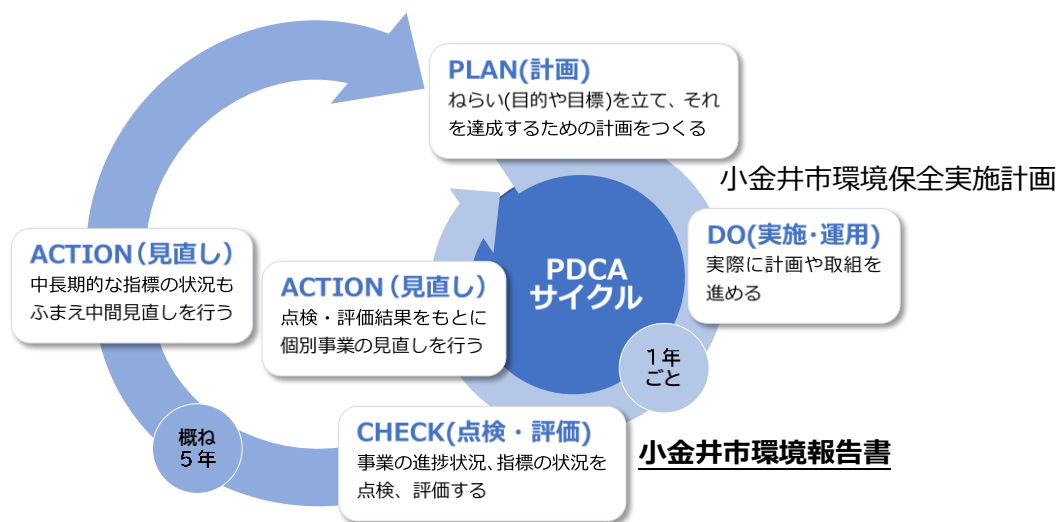 PLAN(計画)
ねらい(目的や目標)を立て、それ
を達成するための計画をつくる
小金井市環境保全実施計画
DO(実施・運用)
実際に計画や取組を
進める
PDCA
サイクル
ACTION(見直し)
中長期的な指標の状況も
ふまえ中間見直しを行う
ACTION(見直し)
点検・評価結果をもとに
個別事業の見直しを行う
1年
ごと
CHECK(点検・評価)
事業の進捗状況、指標の状況を
点検、評価する
小金井市環境報告書
概ね
5年